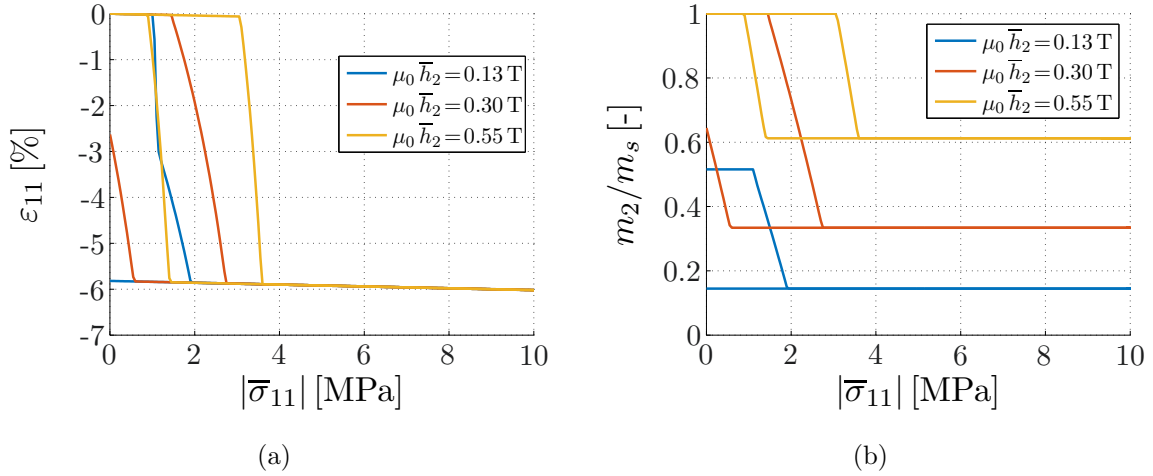 0
-1
-2
-3
-4
-5
-6
-7
0 2 4 6 8 10
ε₁₁ [%]
|σ̅₁₁| [MPa]
μ₀ h̅₂=0.13 T
μ₀ h̅₂=0.30 T
μ₀ h̅₂=0.55 T
(a)
1
0.8
0.6
0.4
0.2
0
0 2 4 6 8 10
m₂/mₛ [-]
|σ̅₁₁| [MPa]
μ₀ h̅₂=0.13 T
μ₀ h̅₂=0.30 T
μ₀ h̅₂=0.55 T
(b)